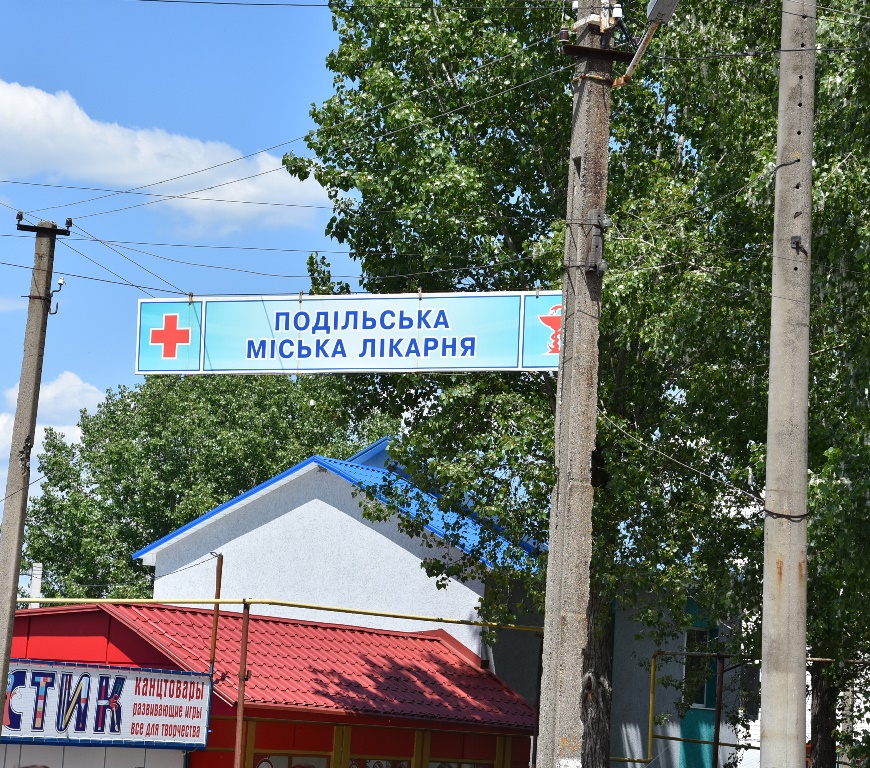 ПОДІЛЬСЬКА
МІСЬКА ЛІКАРНЯ
СТИК
канцтовары
развивающие игры
все для творчества